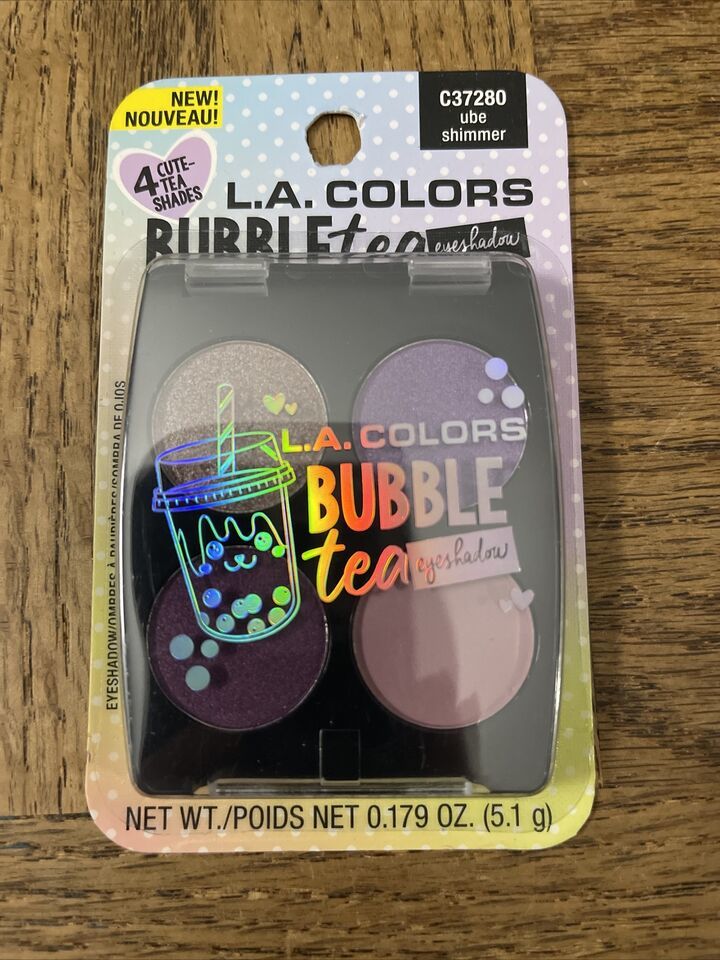 NEW!
NOUVEAU!
C37280
ube
shimmer
4 CUTE-
TEA
SHADES
L.A. COLORS
BUBBLE tea eyeshadow
L.A. COLORS
BUBBLE
tea eyeshadow
EYESHADOW/OMBRES À PAUPIÈRES/SOMBRA DE OJOS
NET WT./POIDS NET 0.179 OZ. (5.1 g)